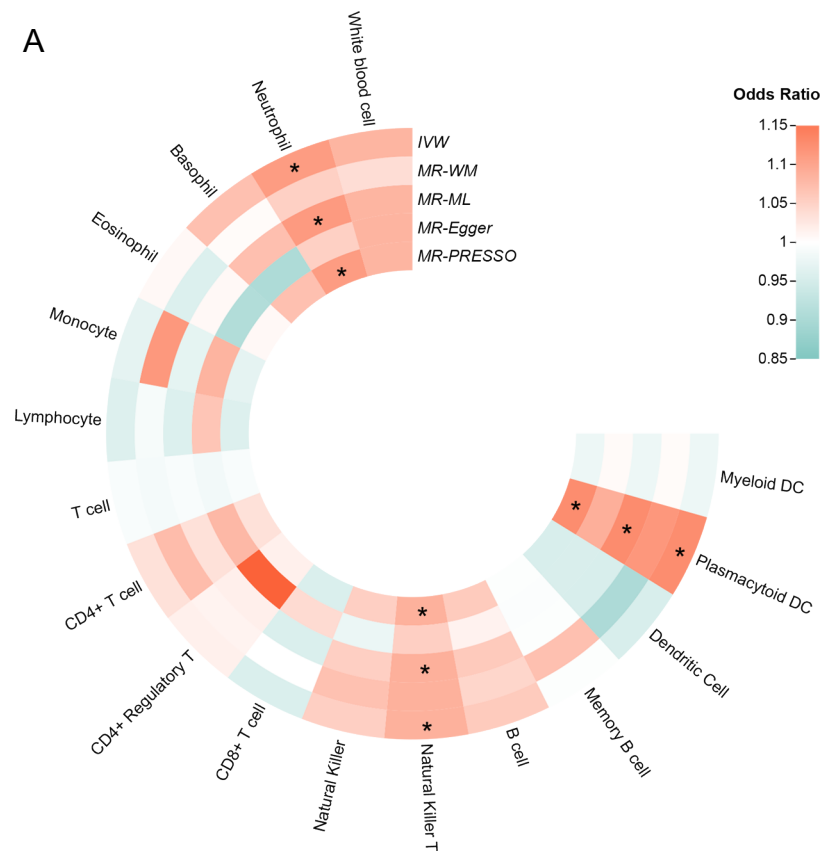 A
White blood cell
Neutrophil
Basophil
Eosinophil
Monocyte
Lymphocyte
T cell
CD4+ T cell
CD4+ Regulatory T
CD8+ T cell
Natural Killer
Natural Killer T
B cell
Memory B cell
Dendritic Cell
Plasmacytoid DC
Myeloid DC
IVW
MR-WM
MR-ML
MR-Egger
MR-PRESSO
*
*
*
*
*
*
*
*
*
Odds Ratio
1.15
1.1
1.05
1
0.95
0.9
0.85